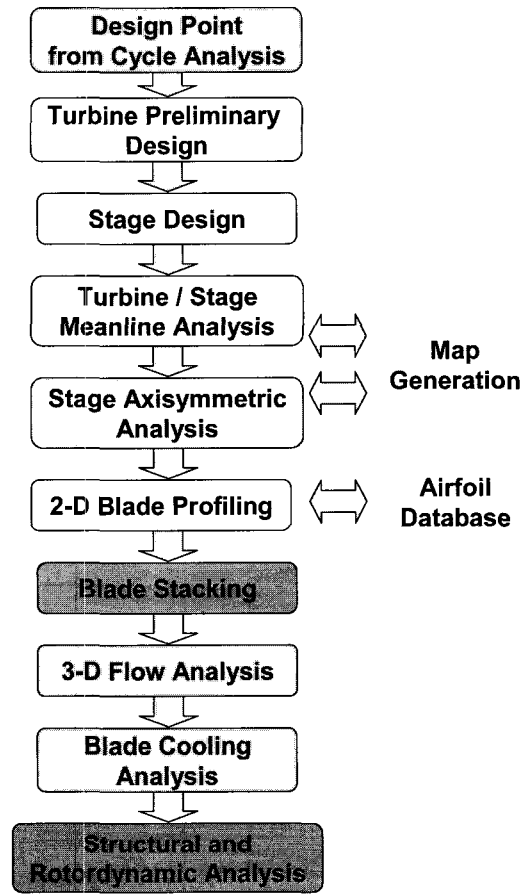 Design Point
from Cycle Analysis
Turbine Preliminary
Design
Stage Design
Turbine / Stage
Meanline Analysis
Map
Generation
Stage Axisymmetric
Analysis
2-D Blade Profiling
Airfoil
Database
Blade Stacking
3-D Flow Analysis
Blade Cooling
Analysis
Structural and
Rotordynamic Analysis